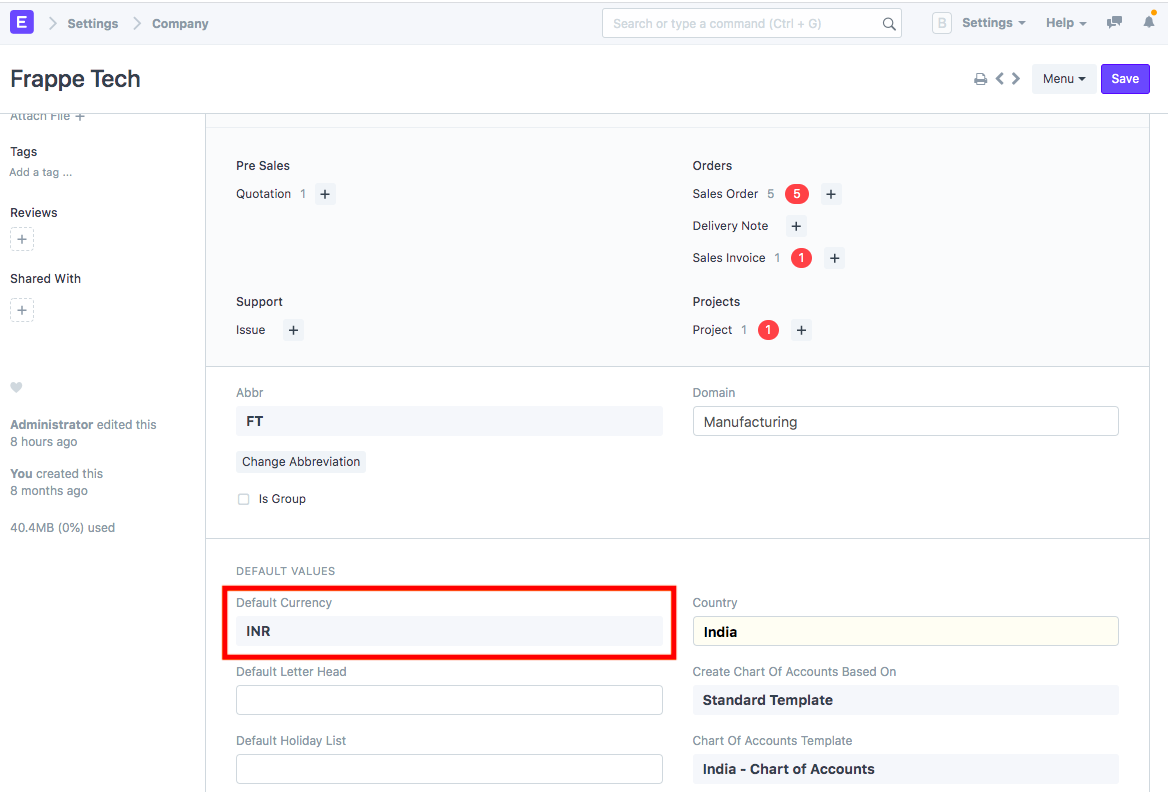 E Settings Company Search or type a command (Ctrl + G) B Settings Help
Frappe Tech Menu Save
Attach File +
Tags
Add a tag ...
Reviews
+
Shared With
+
Administrator edited this
8 hours ago
You created this
8 months ago
40.4MB (0%) used
Pre Sales
Quotation 1 +
Orders
Sales Order 5 5 +
Delivery Note +
Sales Invoice 1 1 +
Support
Issue +
Projects
Project 1 1 +
Abbr
FT
Change Abbreviation
Is Group
Domain
Manufacturing
DEFAULT VALUES
Default Currency
INR
Default Letter Head
Default Holiday List
Country
India
Create Chart Of Accounts Based On
Standard Template
Chart Of Accounts Template
India - Chart of Accounts